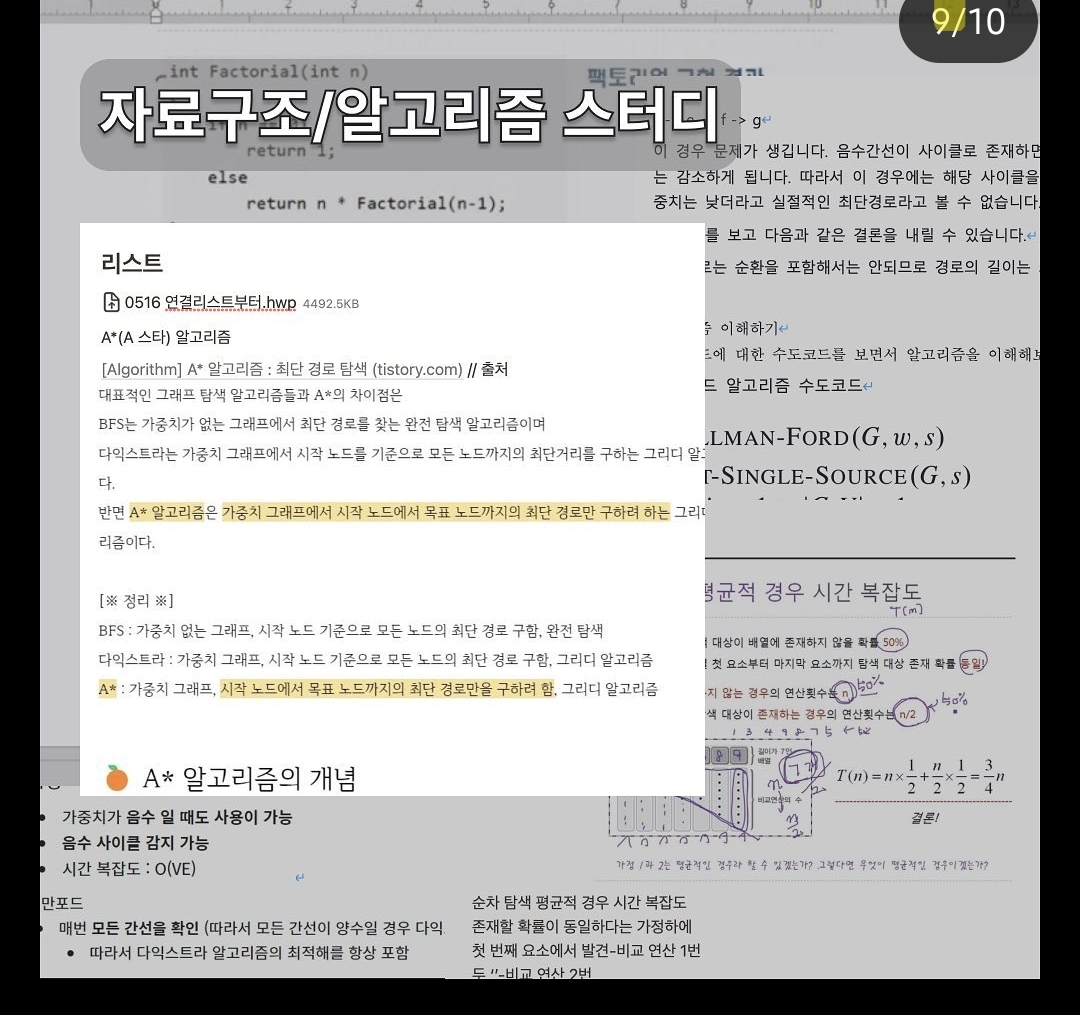 9/10
int Factorial(int n)
자료구조/알고리즘 스터디
return 1;
else
return n * Factorial(n-1);
f -> g
이 경우 문제가 생깁니다. 음수간선이 사이클로 존재하면
는 감소하게 됩니다. 따라서 이 경우에는 해당 사이클을
중치는 낮더라고 실절적인 최단경로라고 볼 수 없습니다.
를 보고 다음과 같은 결론을 내릴 수 있습니다.
로는 순환을 포함해서는 안되므로 경로의 길이는
이해하기
에 대한 수도코드를 보면서 알고리즘을 이해해
드 알고리즘 수도코드
LLMAN-FORD(G, w, s)
T-SINGLE-SOURCE(G, s)
리스트
0516 연결리스트부터.hwp 4492.5KB
A*(A 스타) 알고리즘
[Algorithm] A* 알고리즘 : 최단 경로 탐색 (tistory.com) // 출처
대표적인 그래프 탐색 알고리즘들과 A*의 차이점은
BFS는 가중치가 없는 그래프에서 최단 경로를 찾는 완전 탐색 알고리즘이며
다익스트라는 가중치 그래프에서 시작 노드를 기준으로 모든 노드까지의 최단거리를 구하는 그리디 알
다.
반면 A* 알고리즘은 가중치 그래프에서 시작 노드에서 목표 노드까지의 최단 경로만 구하려 하는 그리
리즘이다.
[※ 정리 ※]
BFS : 가중치 없는 그래프, 시작 노드 기준으로 모든 노드의 최단 경로 구함, 완전 탐색
다익스트라 : 가중치 그래프, 시작 노드 기준으로 모든 노드의 최단 경로 구함, 그리디 알고리즘
A* : 가중치 그래프, 시작 노드에서 목표 노드까지의 최단 경로만을 구하려 함, 그리디 알고리즘
A* 알고리즘의 개념
평균적 경우 시간 복잡도
T(m)
대상이 배열에 존재하지 않을 확률 50%
첫 요소부터 마지막 요소까지 탐색 대상 존재 확률 동일!
지 않는 경우의 연산횟수는 n 50%
색 대상이 존재하는 경우의 연산횟수는 n/2 50%
1 3 4 9 8 7 5
8 9
길이가 7인
배열
7개
비교연산의 수
n
n/2
T(n) = n × 1/2 + n/2 × 1/2 = 3/4 n
결론!
가정 1과 2는 평균적인 경우라 할 수 있겠는가? 그렇다면 무엇이 평균적인 경우이겠는가?
• 가중치가 음수 일 때도 사용이 가능
• 음수 사이클 감지 가능
• 시간 복잡도 : O(VE)
만포드
• 매번 모든 간선을 확인 (따라서 모든 간선이 양수일 경우 다익
• 따라서 다익스트라 알고리즘의 최적해를 항상 포함
순차 탐색 평균적 경우 시간 복잡도
존재할 확률이 동일하다는 가정하에
첫 번째 요소에서 발견-비교 연산 1번
두 ‘’-비교 연산 2번